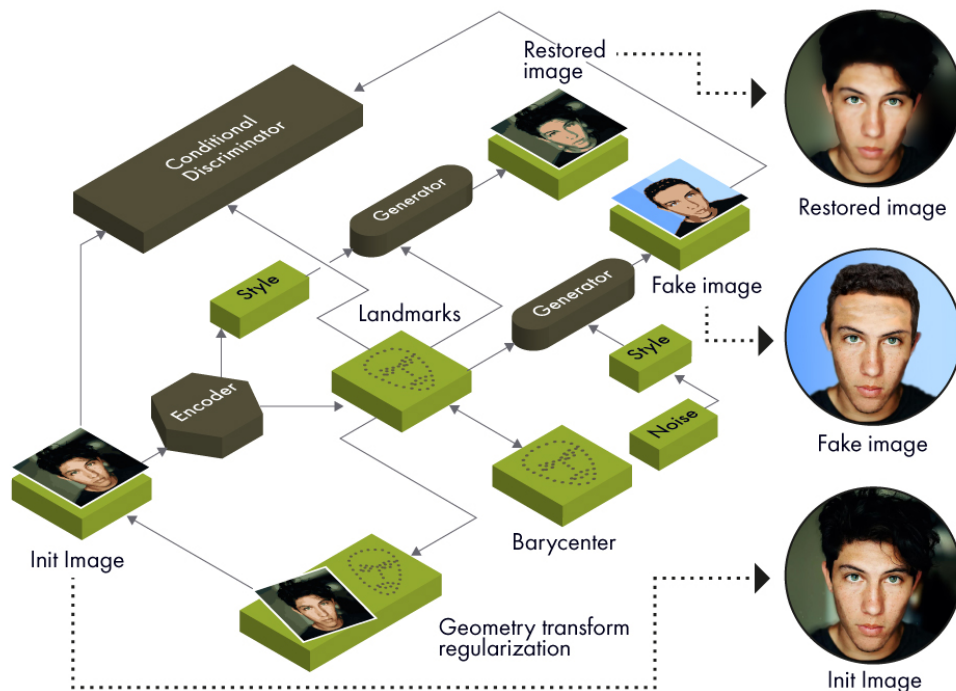 Restored
image
Conditional
Discriminator
Generator
Restored image
Style
Landmarks
Generator
Fake image
Style
Encoder
Noise
Fake image
Init Image
Barycenter
Geometry transform
regularization
Init Image